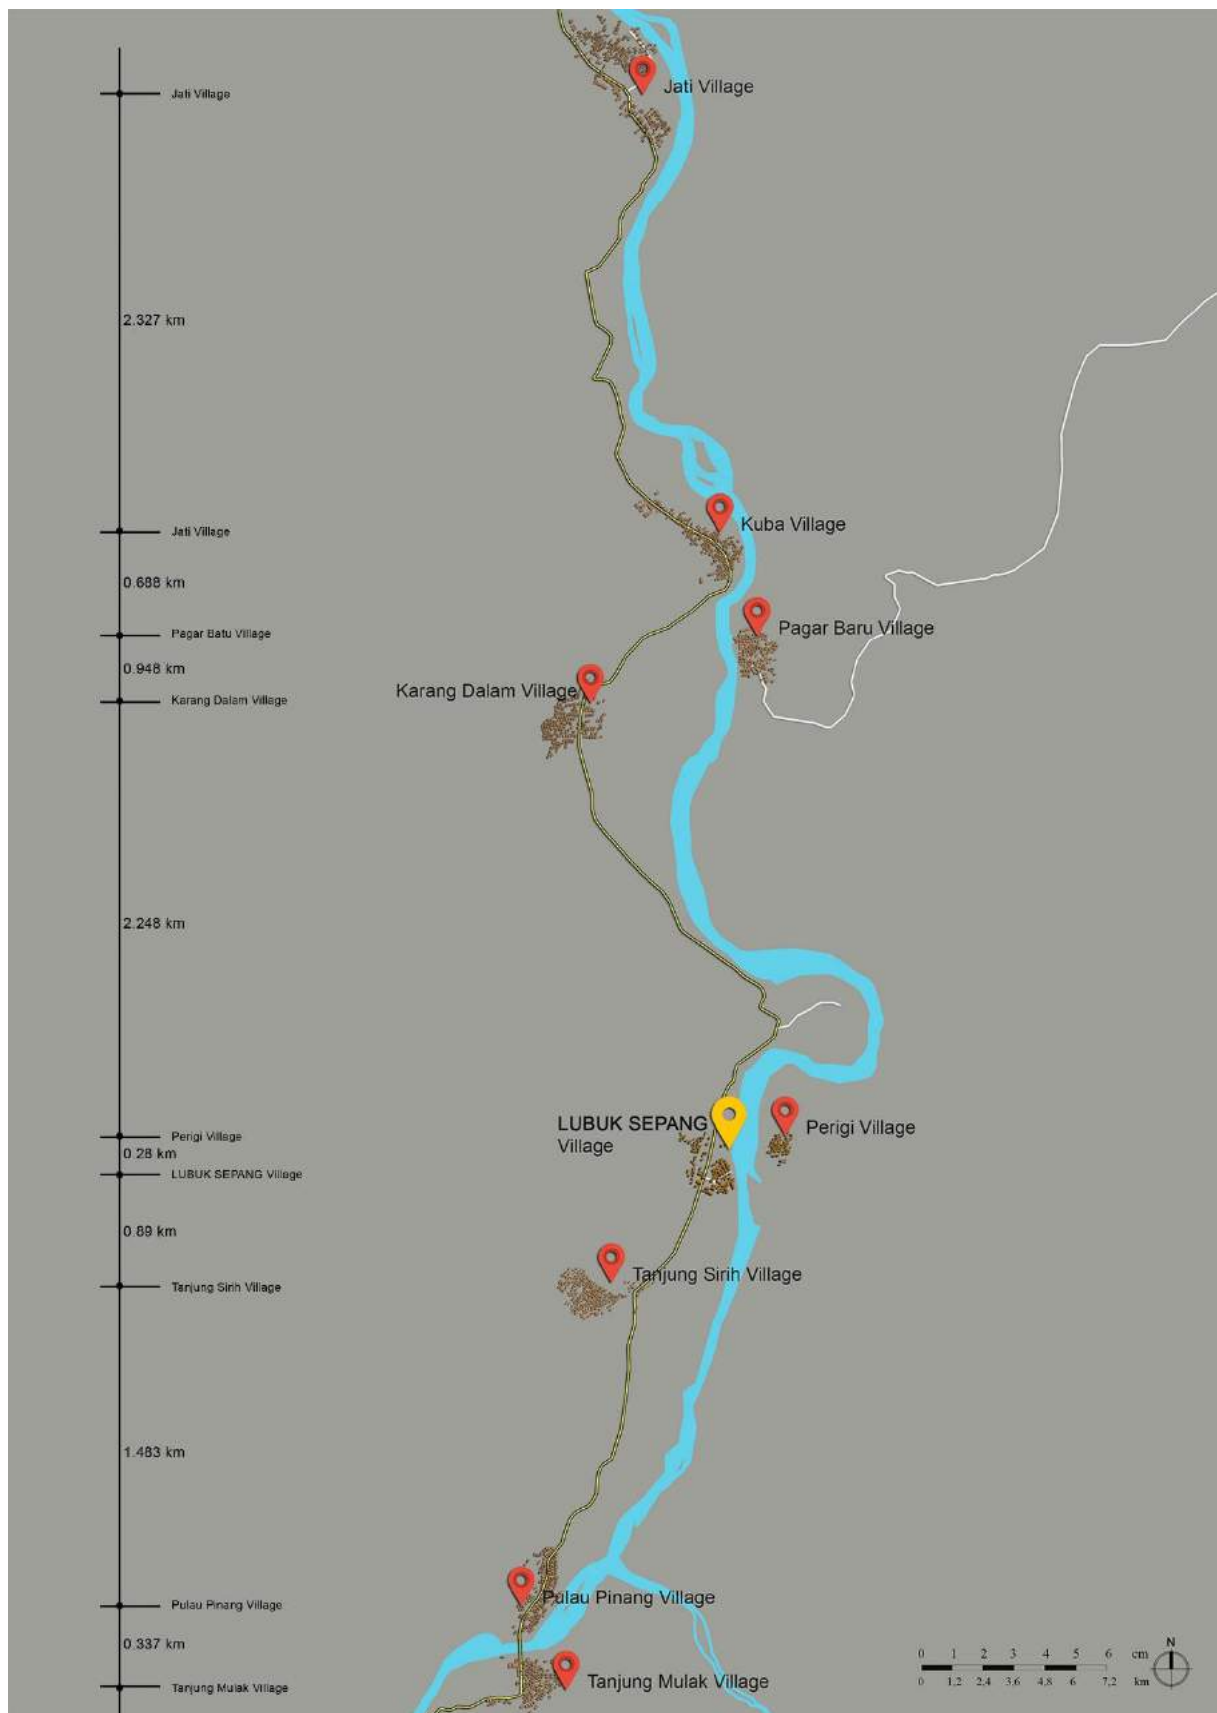 Jati Village
Jati Village
2.327 km
Jati Village
Kuba Village
0.688 km
Pagar Batu Village
Pagar Baru Village
0.948 km
Karang Dalam Village
Karang Dalam Village
2.248 km
LUBUK SEPANG
Village
Perigi Village
Perigi Village
0.28 km
LUBUK SEPANG Village
0.89 km
Tanjung Sirih Village
Tanjung Sirih Village
1.483 km
Pulau Pinang Village
Pulau Pinang Village
0.337 km
Tanjung Mulak Village
Tanjung Mulak Village
0 1 2 3 4 5 6 cm
0 1,2 2,4 3,6 4,8 6 7,2 km
N